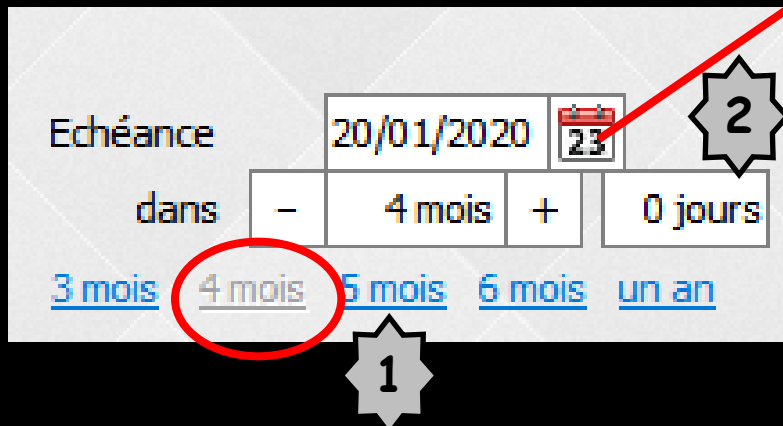 Echéance 20/01/2020 23
2
dans - 4 mois + 0 jours
3 mois 4 mois 5 mois 6 mois un an
1